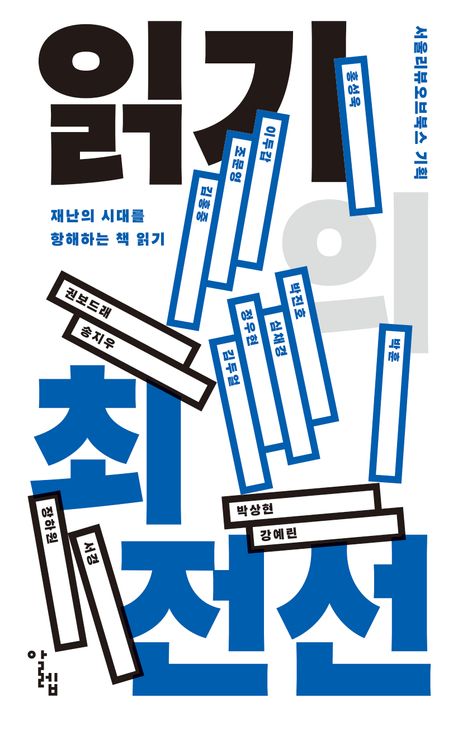 읽기
의
최
전선
서울리뷰오브북스 기획
재난의 시대를
항해하는 책 읽기
홍성욱
이두갑
조문영
김홍중
권보드래
송지우
박진호
심채경
정우현
김두얼
박훈
박상현
강예린
장하원
서경
알렙